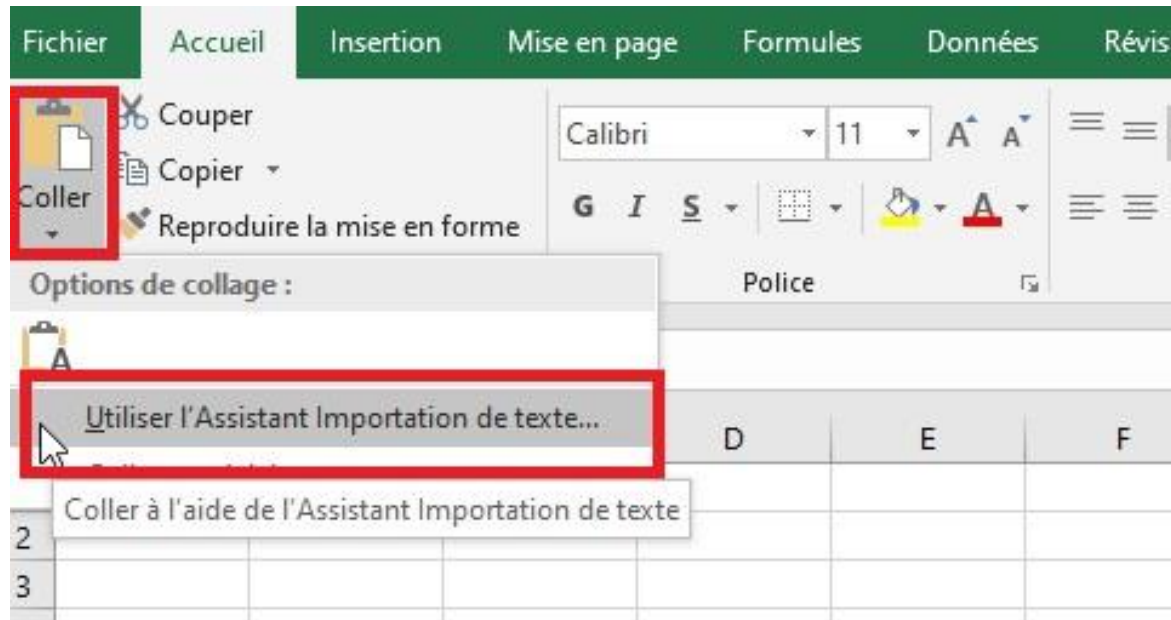 Fichier Accueil Insertion Mise en page Formules Données Révis
Couper
Calibri 11 A A
Copier
Coller
G I S A
Reproduire la mise en forme
Options de collage : Police
A
Utiliser l'Assistant Importation de texte...
D E F
Coller à l'aide de l'Assistant Importation de texte
2
3